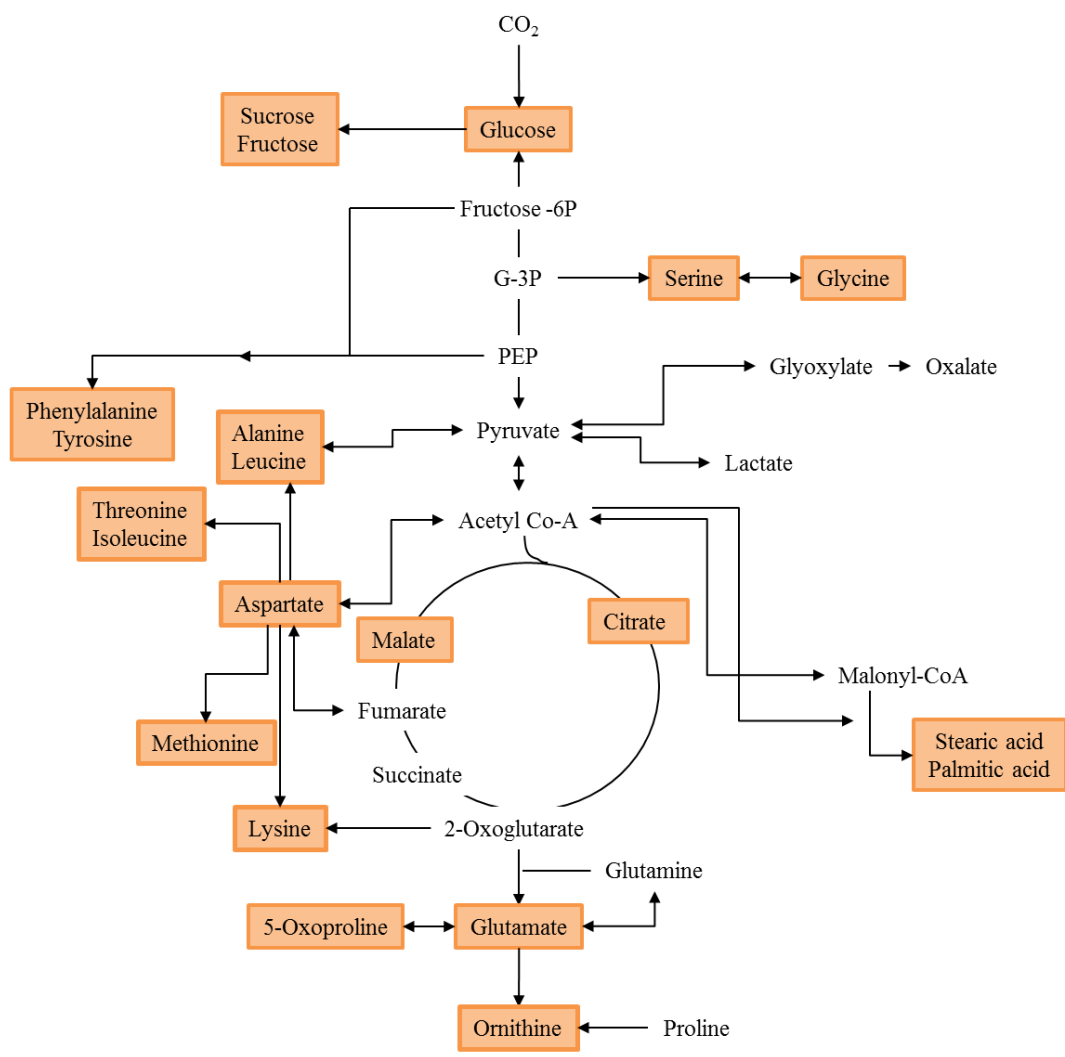 CO₂
Sucrose
Fructose
Glucose
Fructose -6P
G-3P
Serine
Glycine
PEP
Glyoxylate
Oxalate
Phenylalanine
Tyrosine
Alanine
Leucine
Pyruvate
Lactate
Threonine
Isoleucine
Acetyl Co-A
Aspartate
Malate
Citrate
Malonyl-CoA
Fumarate
Methionine
Stearic acid
Palmitic acid
Succinate
Lysine
2-Oxoglutarate
Glutamine
5-Oxoproline
Glutamate
Ornithine
Proline